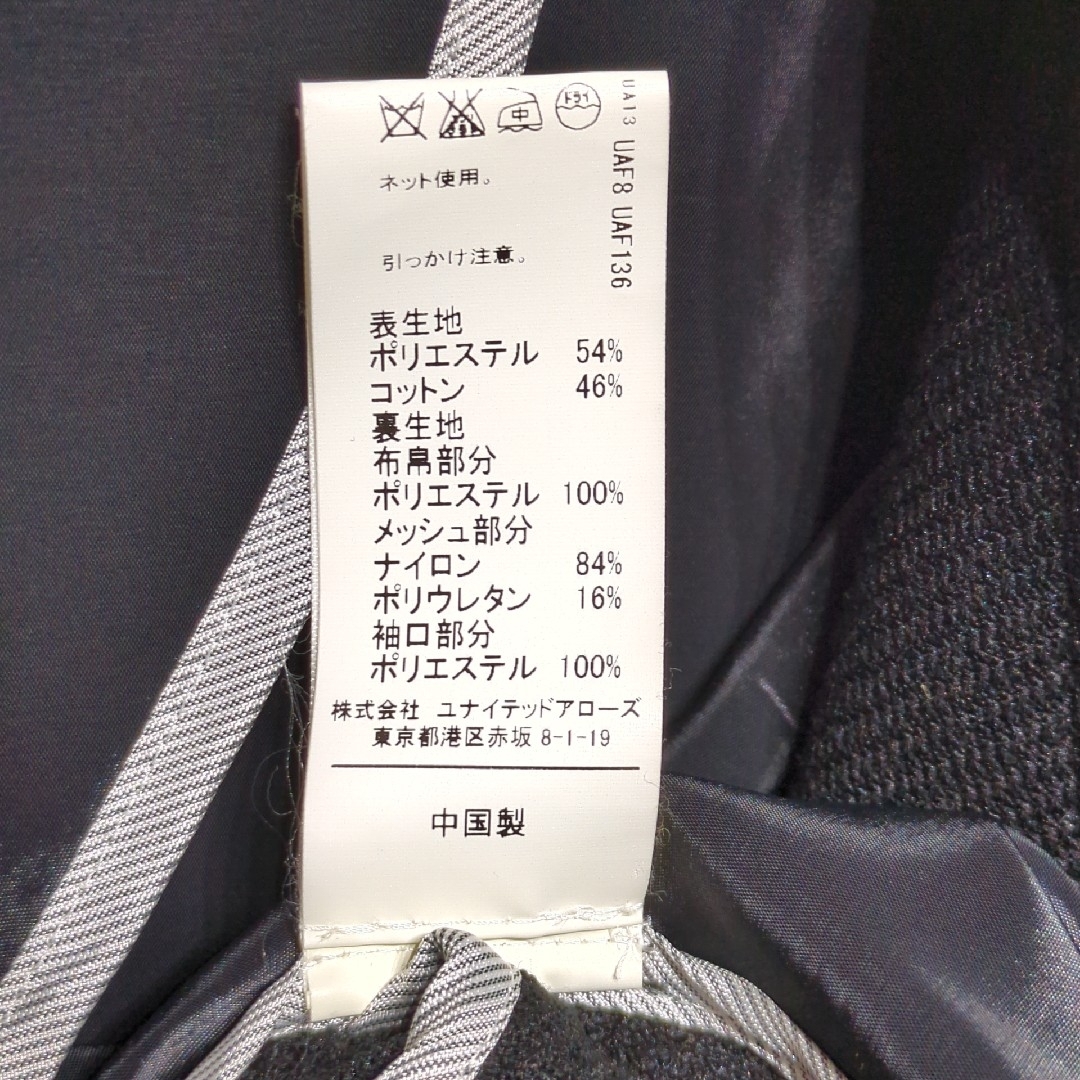 中 ドライ
ネット使用。
引っかけ注意。
表生地
ポリエステル 54%
コットン 46%
裏生地
布帛部分
ポリエステル 100%
メッシュ部分
ナイロン 84%
ポリウレタン 16%
袖口部分
ポリエステル 100%
株式会社 ユナイテッドアローズ
東京都港区赤坂 8-1-19
中国製
UA13 UAF8 UAF136